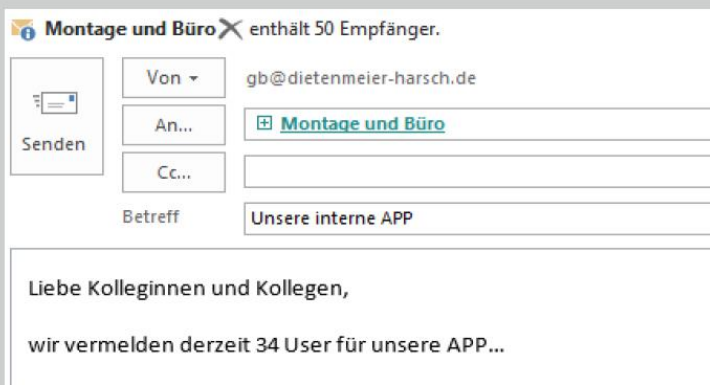 Montage und Büro enthält 50 Empfänger.
Senden
Von
gb@dietenmeier-harsch.de
An...
Montage und Büro
Cc...
Betreff
Unsere interne APP
Liebe Kolleginnen und Kollegen,
wir vermelden derzeit 34 User für unsere APP...